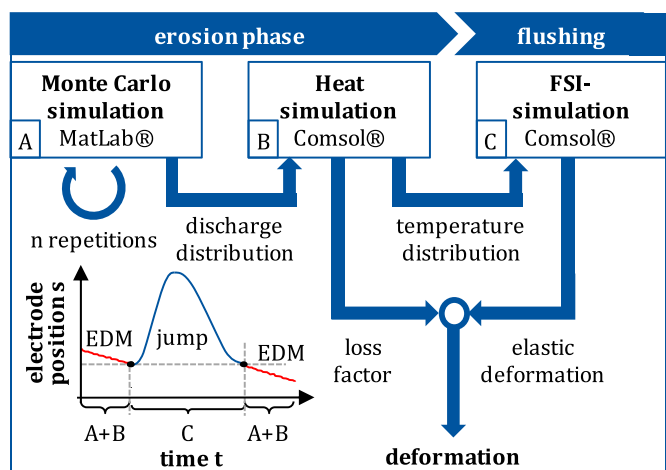 erosion phase
flushing
Monte Carlo
simulation
MatLab®
A
Heat
simulation
Comsol®
B
FSI-
simulation
Comsol®
C
n repetitions
discharge
distribution
temperature
distribution
electrode
position s
EDM
jump
EDM
A+B
C
A+B
time t
loss
factor
elastic
deformation
deformation